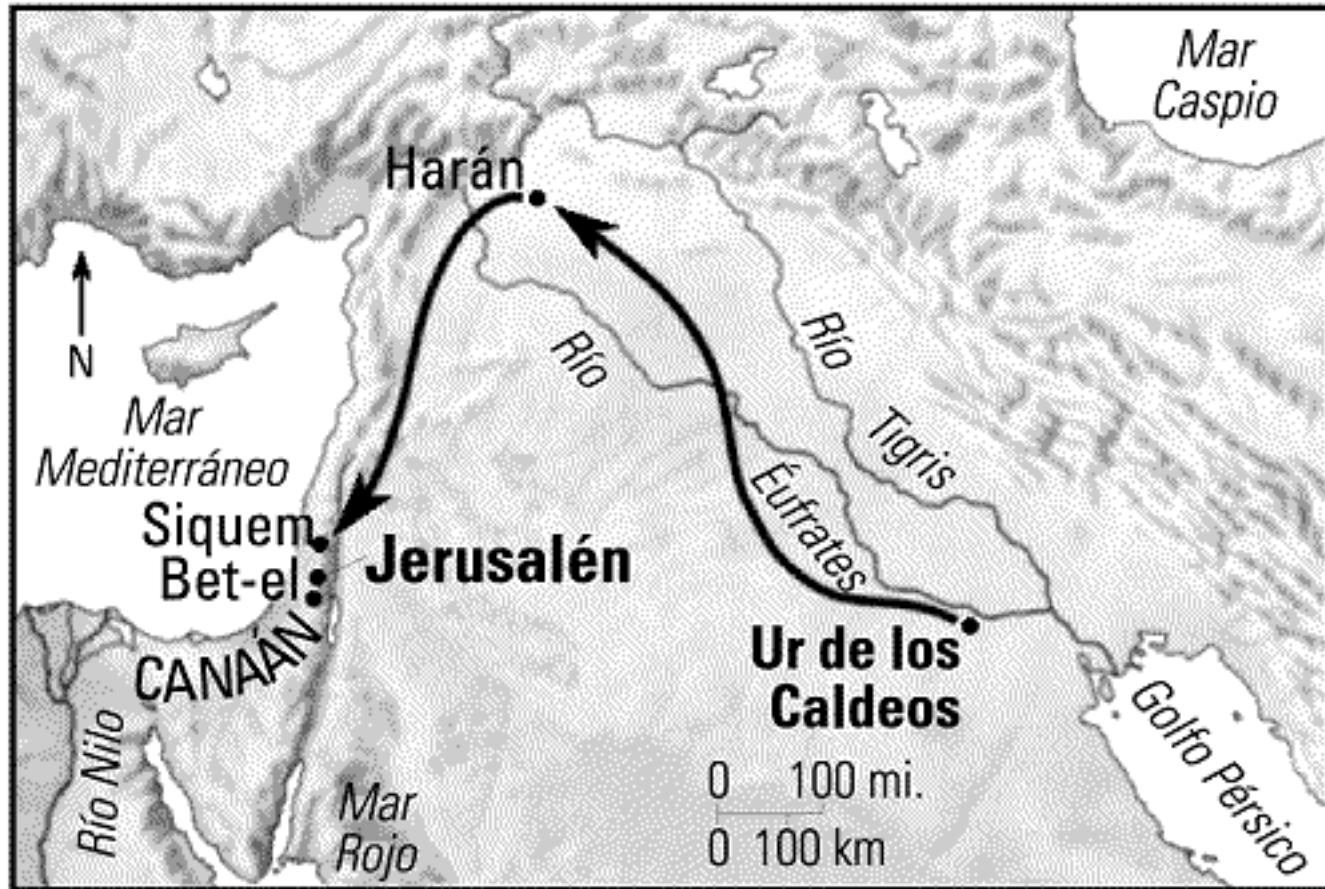 Mar
Caspio
Harán
N
Río
Río
Tigris
Mar
Mediterráneo
Éufrates
Siquem
Bet-el
Jerusalén
CANAÁN
Ur de los
Caldeos
Río Nilo
Mar
Rojo
Golfo Pérsico
0 100 mi.
0 100 km